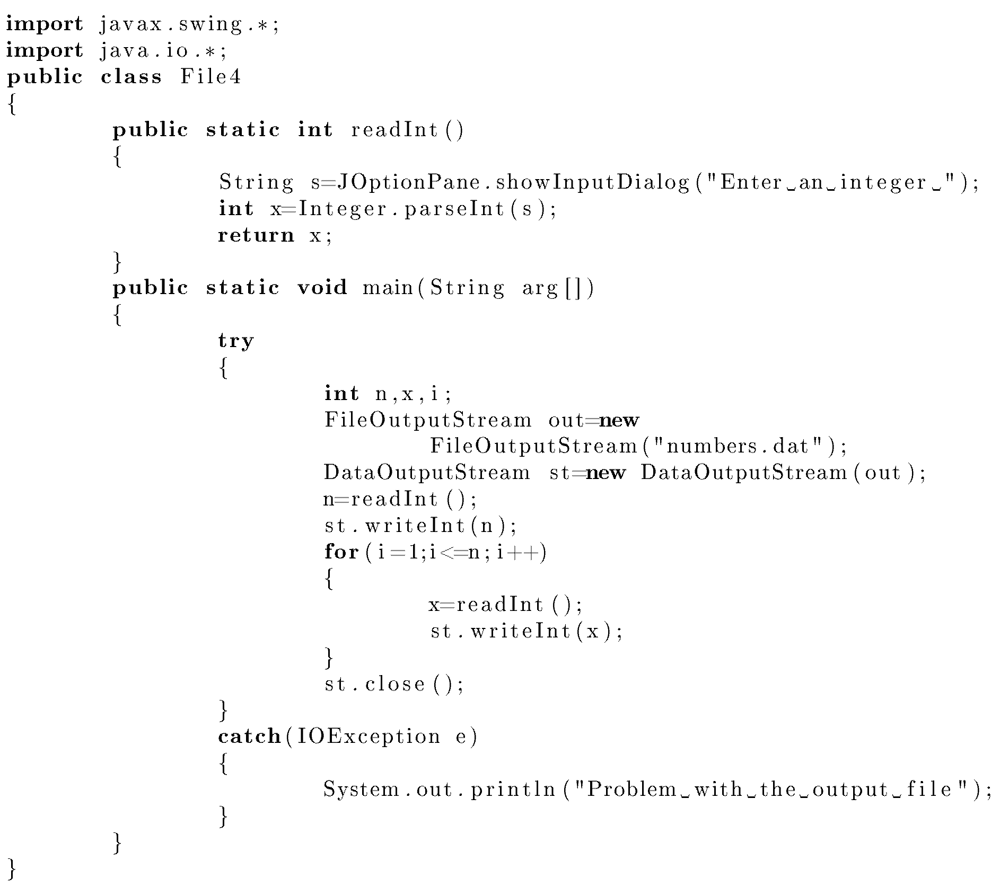 import javax.swing.*;
import java.io.*;
public class File4
{
        public static int readInt()
        {
                String s=JOptionPane.showInputDialog("Enter␣an␣integer␣");
                int x=Integer.parseInt(s);
                return x;
        }
        public static void main(String arg[])
        {
                try
                {
                        int n,x,i;
                        FileOutputStream out=new
                                FileOutputStream("numbers.dat");
                        DataOutputStream st=new DataOutputStream(out);
                        n=readInt();
                        st.writeInt(n);
                        for(i=1;i<=n;i++)
                        {
                                x=readInt();
                                st.writeInt(x);
                        }
                        st.close();
                }
                catch(IOException e)
                {
                        System.out.println("Problem␣with␣the␣output␣file");
                }
        }
}